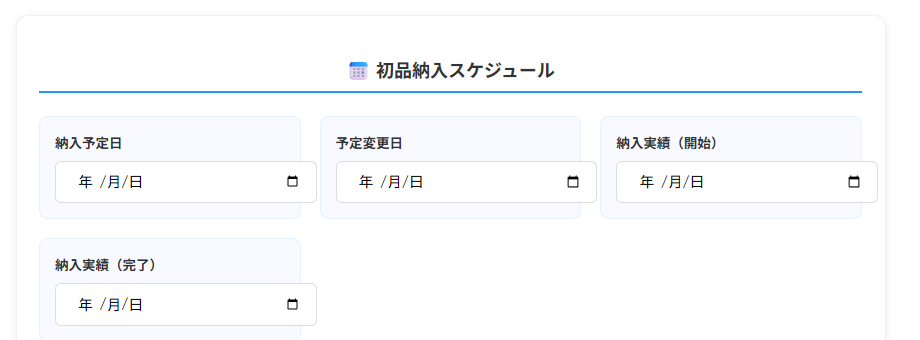 初品納入スケジュール
納入予定日
予定変更日
納入実績（開始）
年 /月/日
年 /月/日
年 /月/日
納入実績（完了）
年 /月/日